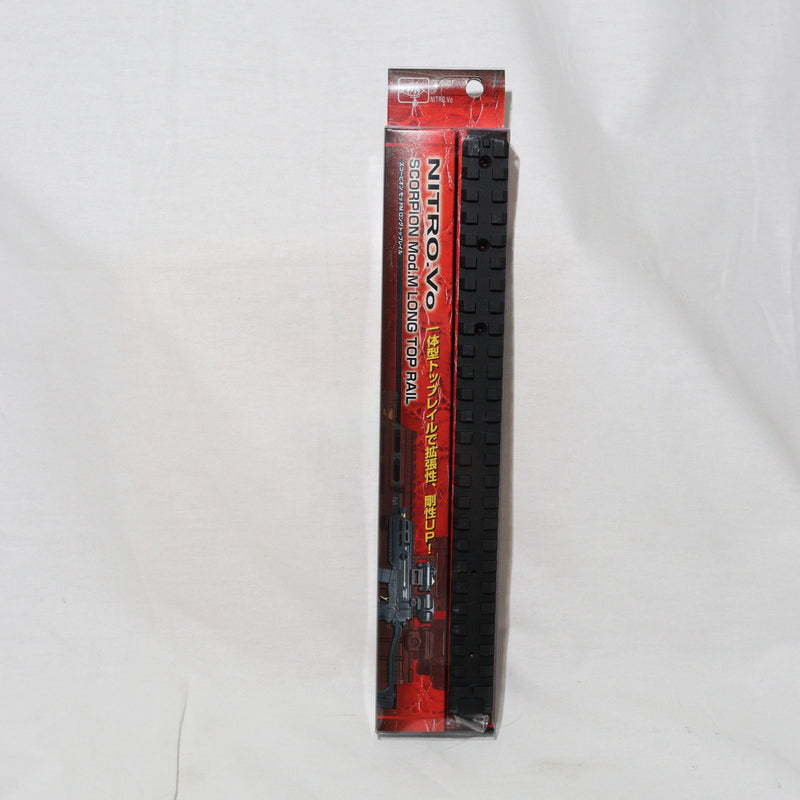 NITRO.Vo
NITRO.Vo
SCORPION Mod.M LONG TOP RAIL
スコーピオン モッドM ロングトップレイル
一体型トップレイルで拡張性、剛性UP!